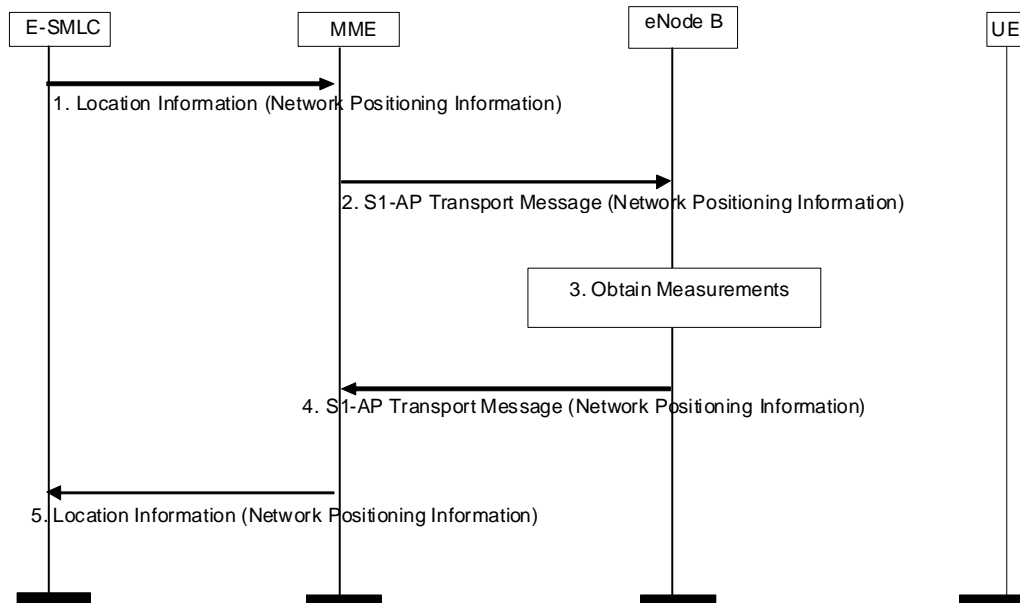 E-SMLC
MME
eNode B
UE
1. Location Information (Network Positioning Information)
2. S1-AP Transport Message (Network Positioning Information)
3. Obtain Measurements
4. S1-AP Transport Message (Network Positioning Information)
5. Location Information (Network Positioning Information)